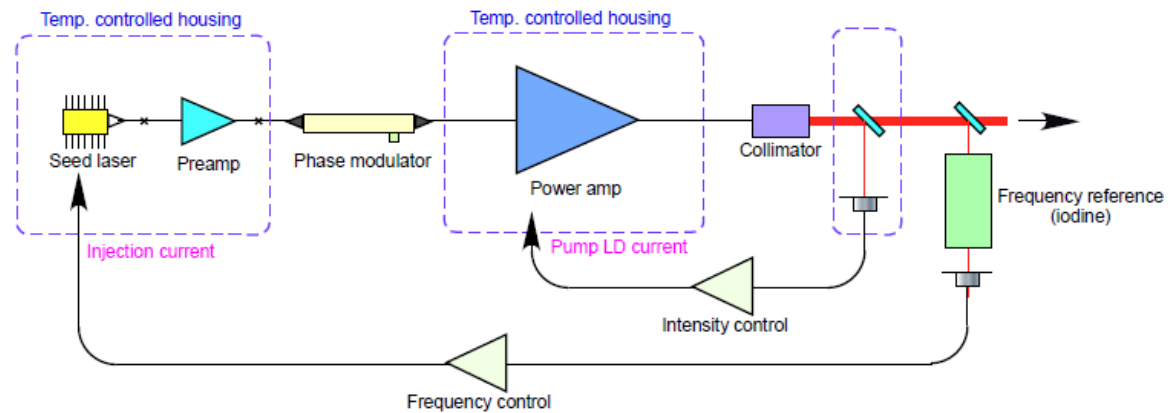 Temp. controlled housing
Temp. controlled housing
Seed laser
Preamp
Phase modulator
Power amp
Collimator
Frequency reference
(iodine)
Injection current
Pump LD current
Intensity control
Frequency control